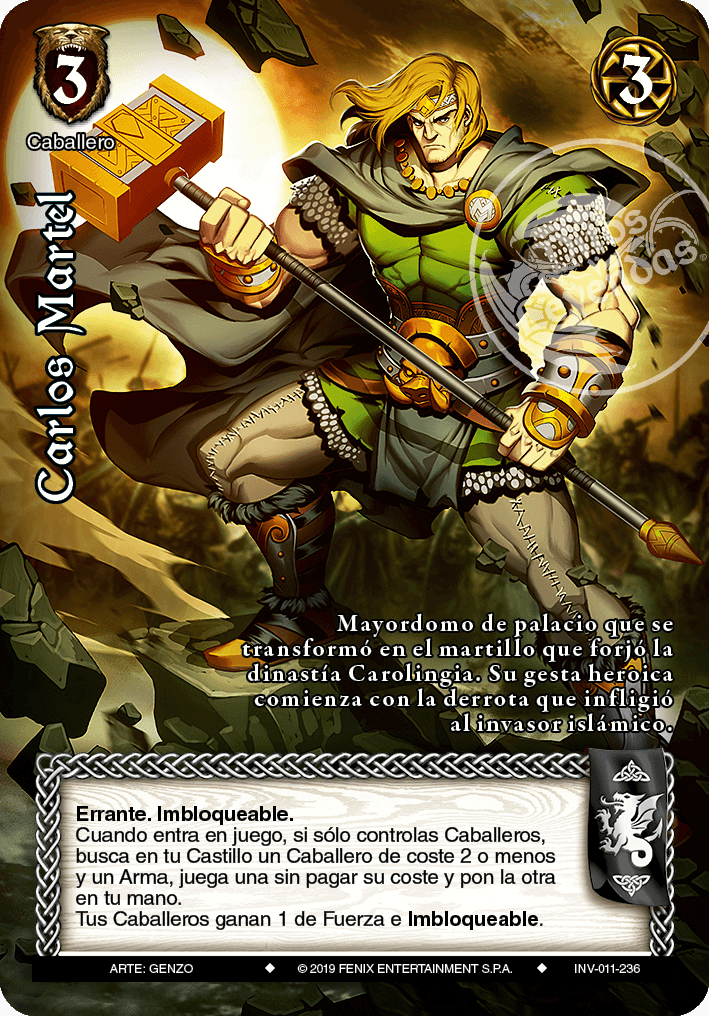 3
3
Caballero
Carlos Martel
Mayordomo de palacio que se
transformó en el martillo que forjó la
dinastía Carolingia. Su gesta heroica
comienza con la derrota que infligió
al invasor islámico.
Errante. Imbloqueable.
Cuando entra en juego, si sólo controlas Caballeros,
busca en tu Castillo un Caballero de coste 2 o menos
y un Arma, juega una sin pagar su coste y pon la otra
en tu mano.
Tus Caballeros ganan 1 de Fuerza e Imbloqueable.
ARTE: GENZO ◆ © 2019 FENIX ENTERTAINMENT S.P.A. ◆ INV-011-236